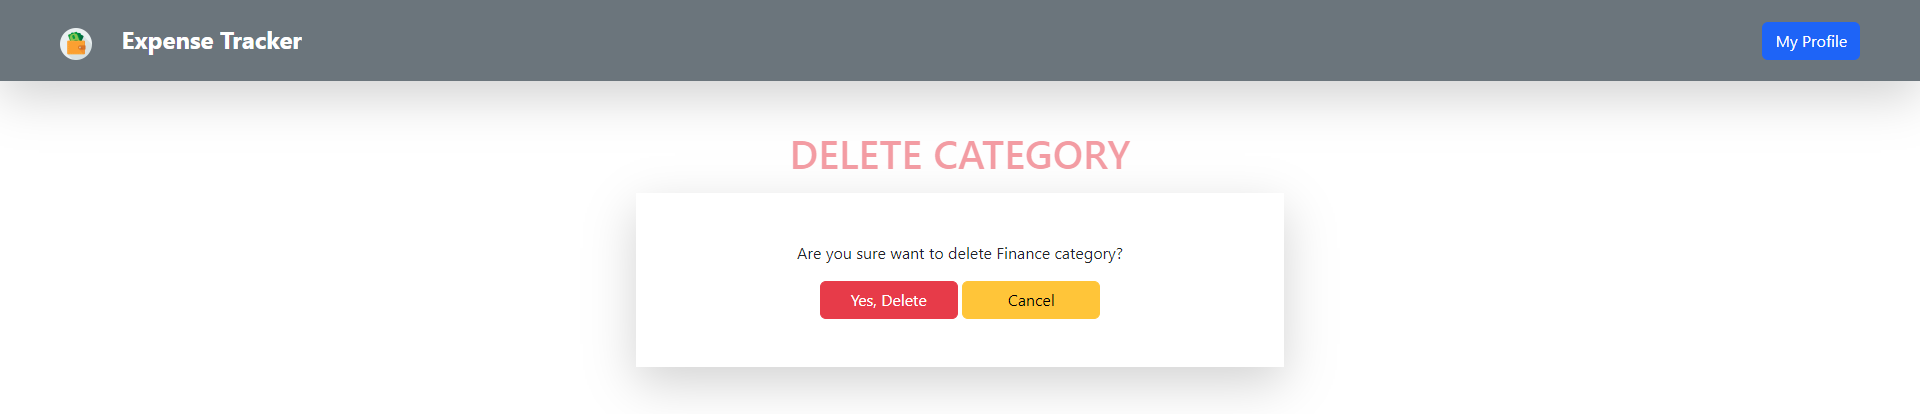 Expense Tracker
My Profile
DELETE CATEGORY
Are you sure want to delete Finance category?
Yes, Delete
Cancel